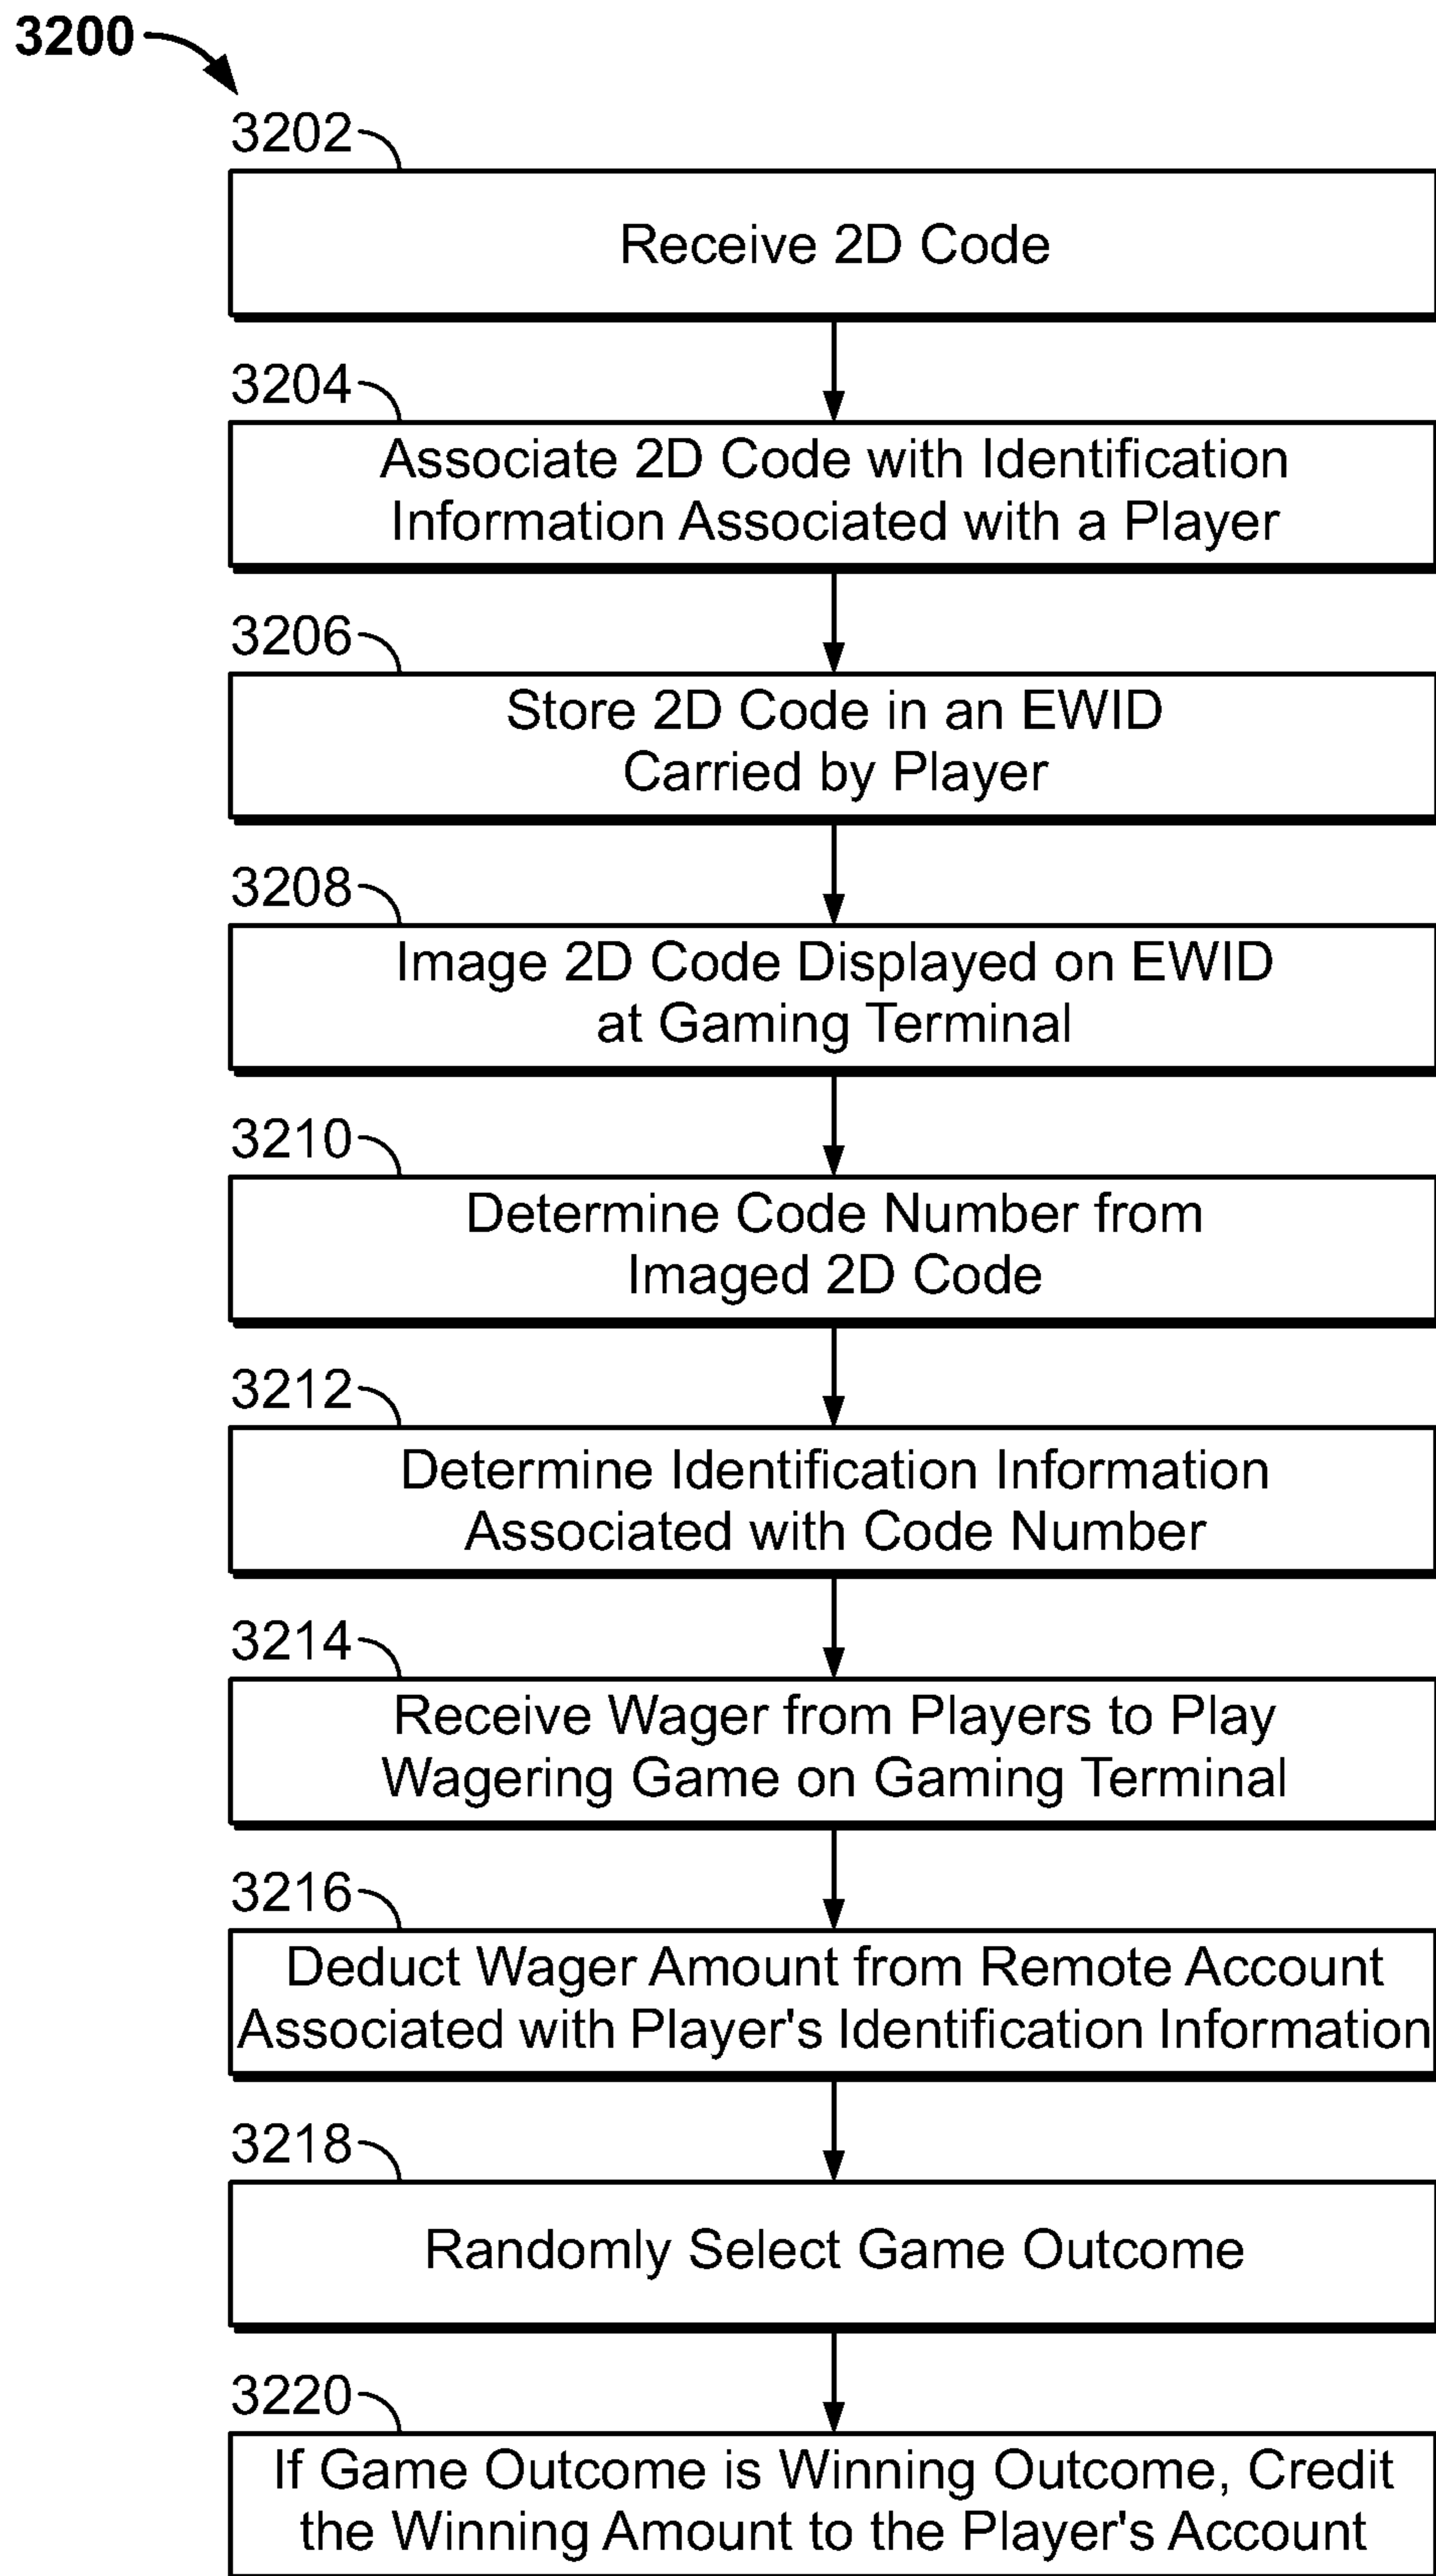 3200
3202
Receive 2D Code
3204
Associate 2D Code with Identification
Information Associated with a Player
3206
Store 2D Code in an EWID
Carried by Player
3208
Image 2D Code Displayed on EWID
at Gaming Terminal
3210
Determine Code Number from
Imaged 2D Code
3212
Determine Identification Information
Associated with Code Number
3214
Receive Wager from Players to Play
Wagering Game on Gaming Terminal
3216
Deduct Wager Amount from Remote Account
Associated with Player's Identification Information
3218
Randomly Select Game Outcome
3220
If Game Outcome is Winning Outcome, Credit
the Winning Amount to the Player's Account